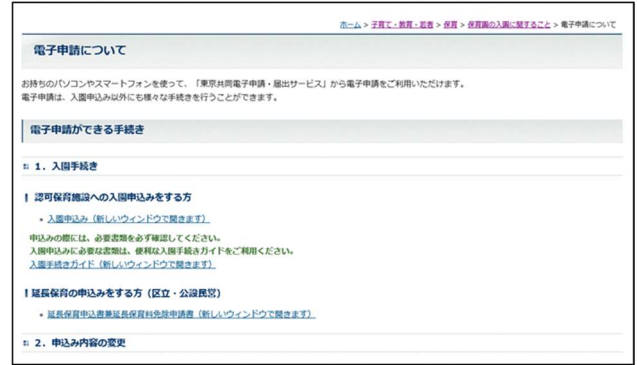 ホーム > 子育て・教育・若者 > 保育 > 保育園の入園に関すること > 電子申請について
電子申請について
お持ちのパソコンやスマートフォンを使って、「東京共同電子申請・届出サービス」から電子申請をご利用いただけます。
電子申請は、入園申込み以外にも様々な手続きを行うことができます。
電子申請ができる手続き
1. 入園手続き
認可保育施設への入園申込みをする方
入園申込み（新しいウィンドウで開きます）
申込みの際には、必要書類を必ず確認してください。
入園申込みに必要な書類は、便利な入園手続きガイドをご利用ください。
入園手続きガイド（新しいウィンドウで開きます）
延長保育の申込みをする方（区立・公設民営）
延長保育申込書兼延長保育料免除申請書（新しいウィンドウで開きます）
2. 申込み内容の変更